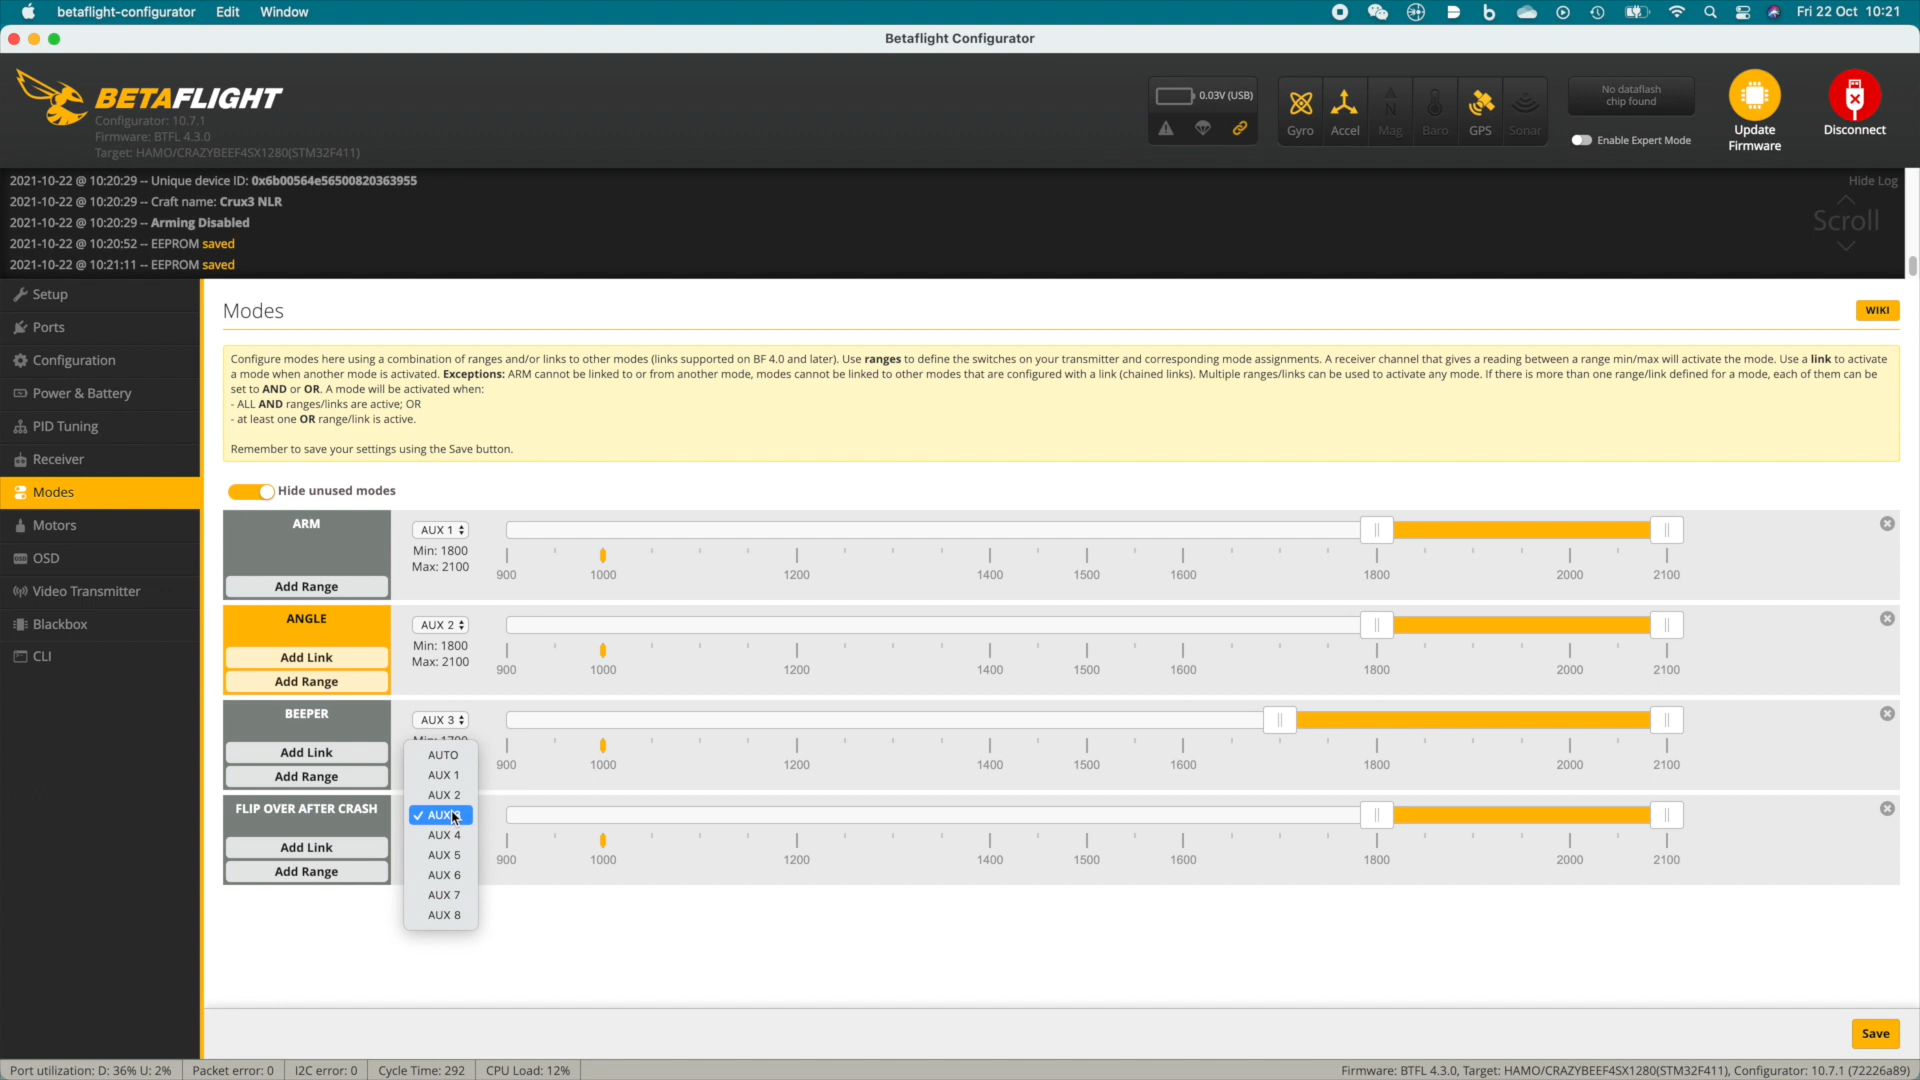 betaflight-configurator Edit Window
Fri 22 Oct 10:21
Betaflight Configurator
BETAFLIGHT
Configurator: 10.7.1
Firmware: BTFL 4.3.0
Target: HAMO/CRAZYBEEF4SX1280(STM32F411)
0.03V (USB)
Gyro Accel Mag Baro GPS Sonar
No dataflash
chip found
Enable Expert Mode
Update
Firmware
Disconnect
2021-10-22 @ 10:20:29 -- Unique device ID: 0x6b00564e56500820363955
2021-10-22 @ 10:20:29 -- Craft name: Crux3 NLR
2021-10-22 @ 10:20:29 -- Arming Disabled
2021-10-22 @ 10:20:52 -- EEPROM saved
2021-10-22 @ 10:21:11 -- EEPROM saved
Hide Log
Scroll
Setup
Ports
Configuration
Power & Battery
PID Tuning
Receiver
Modes
Motors
OSD
Video Transmitter
Blackbox
CLI
Modes
WIKI
Configure modes here using a combination of ranges and/or links to other modes (links supported on BF 4.0 and later). Use ranges to define the switches on your transmitter and corresponding mode assignments. A receiver channel that gives a reading between a range min/max will activate the mode. Use a link to activate
a mode when another mode is activated. Exceptions: ARM cannot be linked to or from another mode, modes cannot be linked to other modes that are configured with a link (chained links). Multiple ranges/links can be used to activate any mode. If there is more than one range/link defined for a mode, each of them can be
set to AND or OR. A mode will be activated when:
- ALL AND ranges/links are active; OR
- at least one OR range/link is active.
Remember to save your settings using the Save button.
Hide unused modes
ARM
Add Range
AUX 1
Min: 1800
Max: 2100
900 1000 1200 1400 1500 1600 1800 2000 2100
ANGLE
Add Link
Add Range
AUX 2
Min: 1800
Max: 2100
900 1000 1200 1400 1500 1600 1800 2000 2100
BEEPER
Add Link
Add Range
AUX 3
Min: 1700
900 1000 1200 1400 1500 1600 1800 2000 2100
FLIP OVER AFTER CRASH
Add Link
Add Range
900 1000 1200 1400 1500 1600 1800 2000 2100
AUTO
AUX 1
AUX 2
AUX 3
AUX 4
AUX 5
AUX 6
AUX 7
AUX 8
Save
Port utilization: D: 36% U: 2% Packet error: 0 I2C error: 0 Cycle Time: 292 CPU Load: 12%
Firmware: BTFL 4.3.0, Target: HAMO/CRAZYBEEF4SX1280(STM32F411), Configurator: 10.7.1 (72226a89)